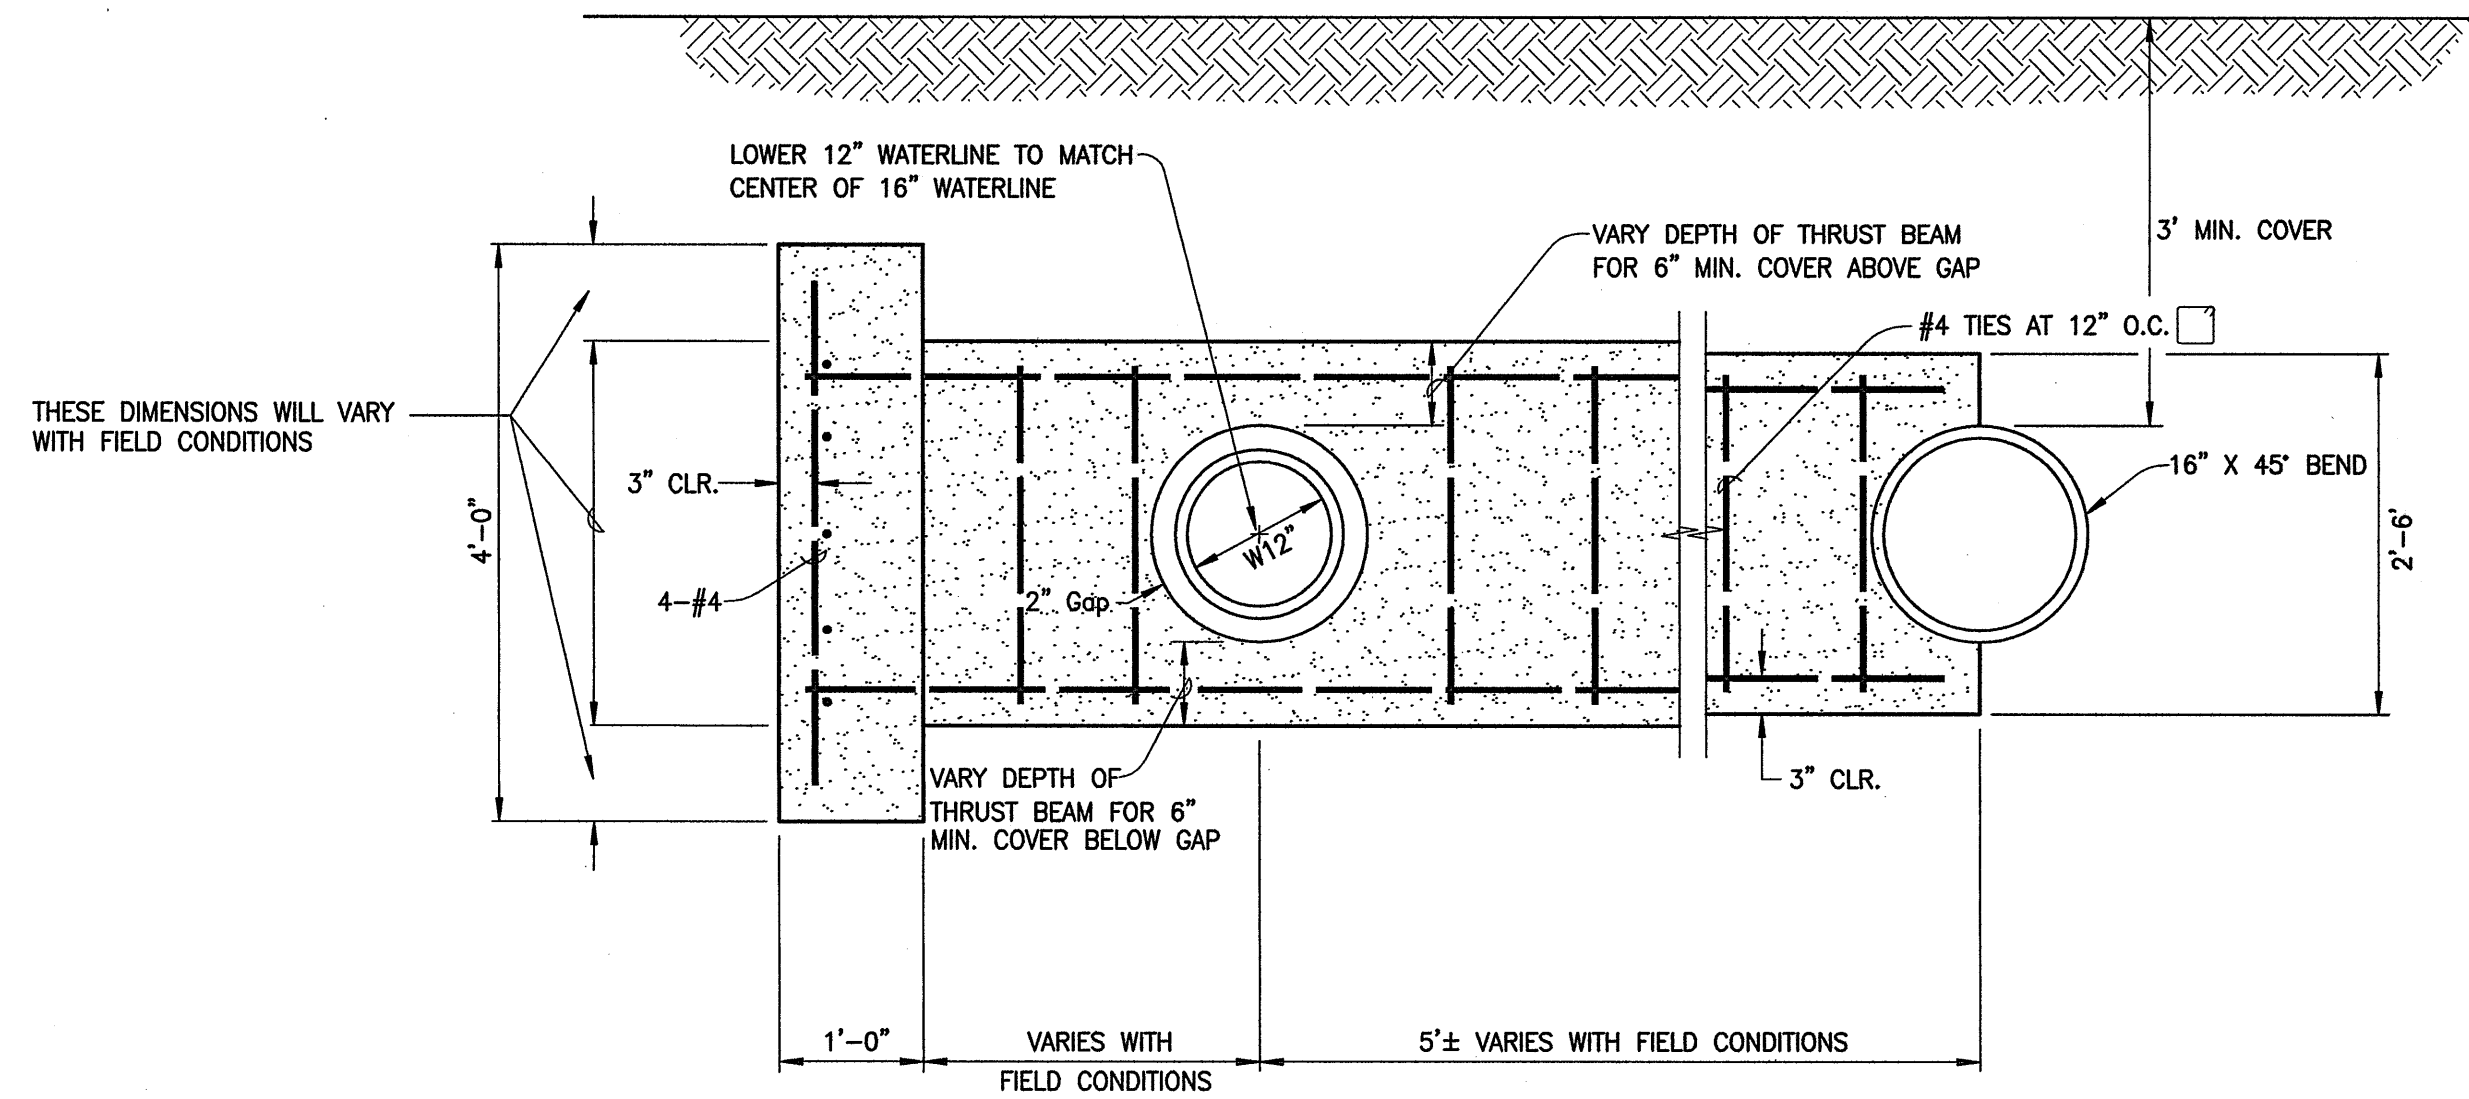 LOWER 12" WATERLINE TO MATCH
CENTER OF 16" WATERLINE
VARY DEPTH OF THRUST BEAM
FOR 6" MIN. COVER ABOVE GAP
3' MIN. COVER
#4 TIES AT 12" O.C.
THESE DIMENSIONS WILL VARY
WITH FIELD CONDITIONS
3" CLR.
16" X 45° BEND
4'-0"
W12"
2'-6'
4-#4
2" Gap
VARY DEPTH OF
THRUST BEAM FOR 6"
MIN. COVER BELOW GAP
3" CLR.
1'-0"
VARIES WITH
FIELD CONDITIONS
5'± VARIES WITH FIELD CONDITIONS